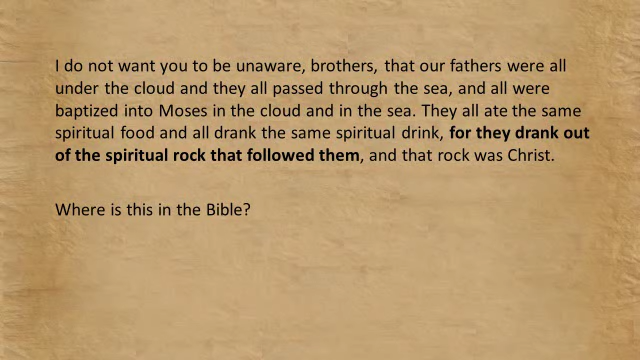 I do not want you to be unaware, brothers, that our fathers were all
under the cloud and they all passed through the sea, and all were
baptized into Moses in the cloud and in the sea. They all ate the same
spiritual food and all drank the same spiritual drink, for they drank out
of the spiritual rock that followed them, and that rock was Christ.
Where is this in the Bible?